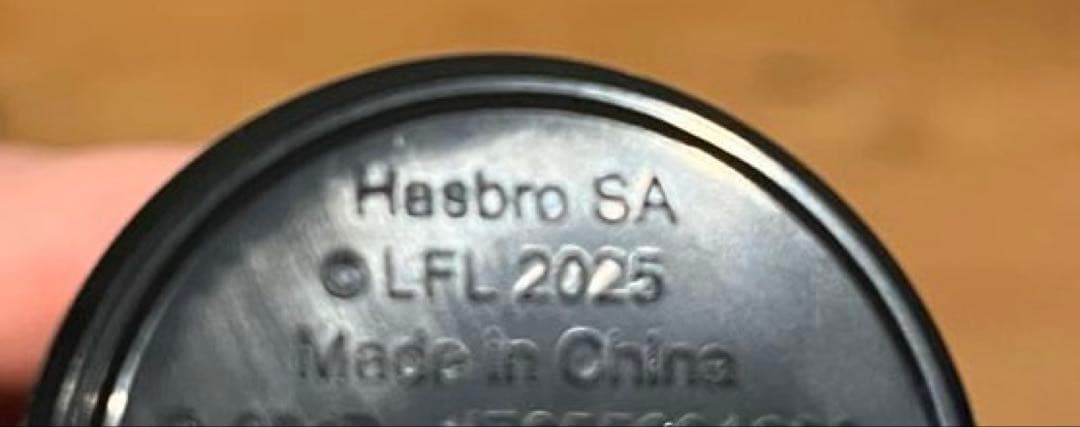 Hasbro SA
© LFL 2025
Made in China